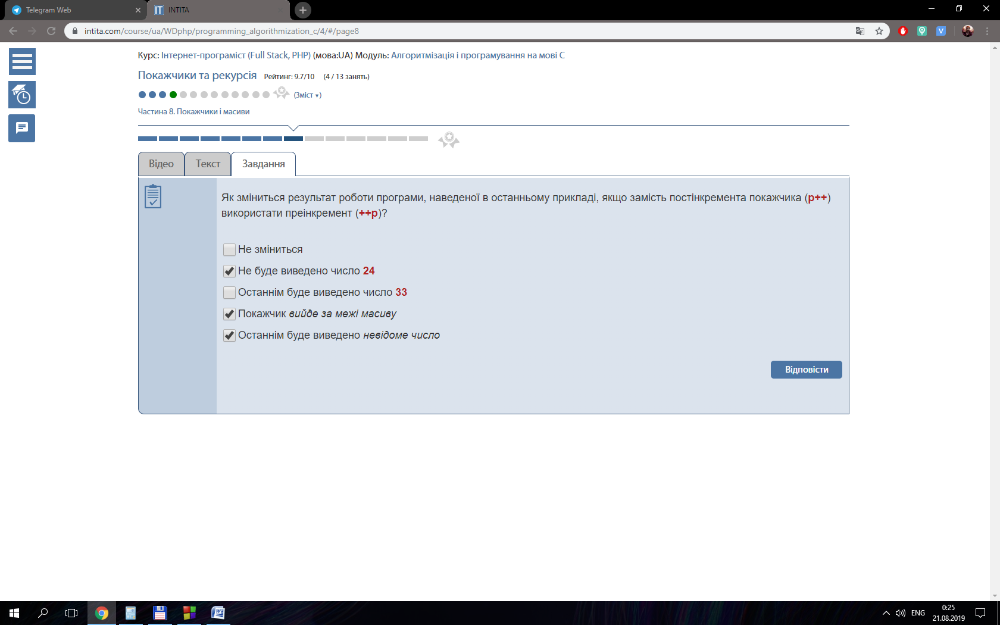 Telegram Web
INTITA
intita.com/course/ua/WDphp/programming_algorithmization_c/4/#/page8
Курс: Інтернет-програміст (Full Stack, PHP) (мова:UA) Модуль: Алгоритмізація і програмування на мові С
Покажчики та рекурсія Рейтинг: 9.7/10 (4 / 13 занять)
(Зміст ▾)
Частина 8. Покажчики і масиви
Відео Текст Завдання
Як зміниться результат роботи програми, наведеної в останньому прикладі, якщо замість постінкремента покажчика (p++)
використати преінкремент (++p)?
Не зміниться
Не буде виведено число 24
Останнім буде виведено число 33
Покажчик вийде за межі масиву
Останнім буде виведено невідоме число
Відповісти
ENG
0:25
21.08.2019